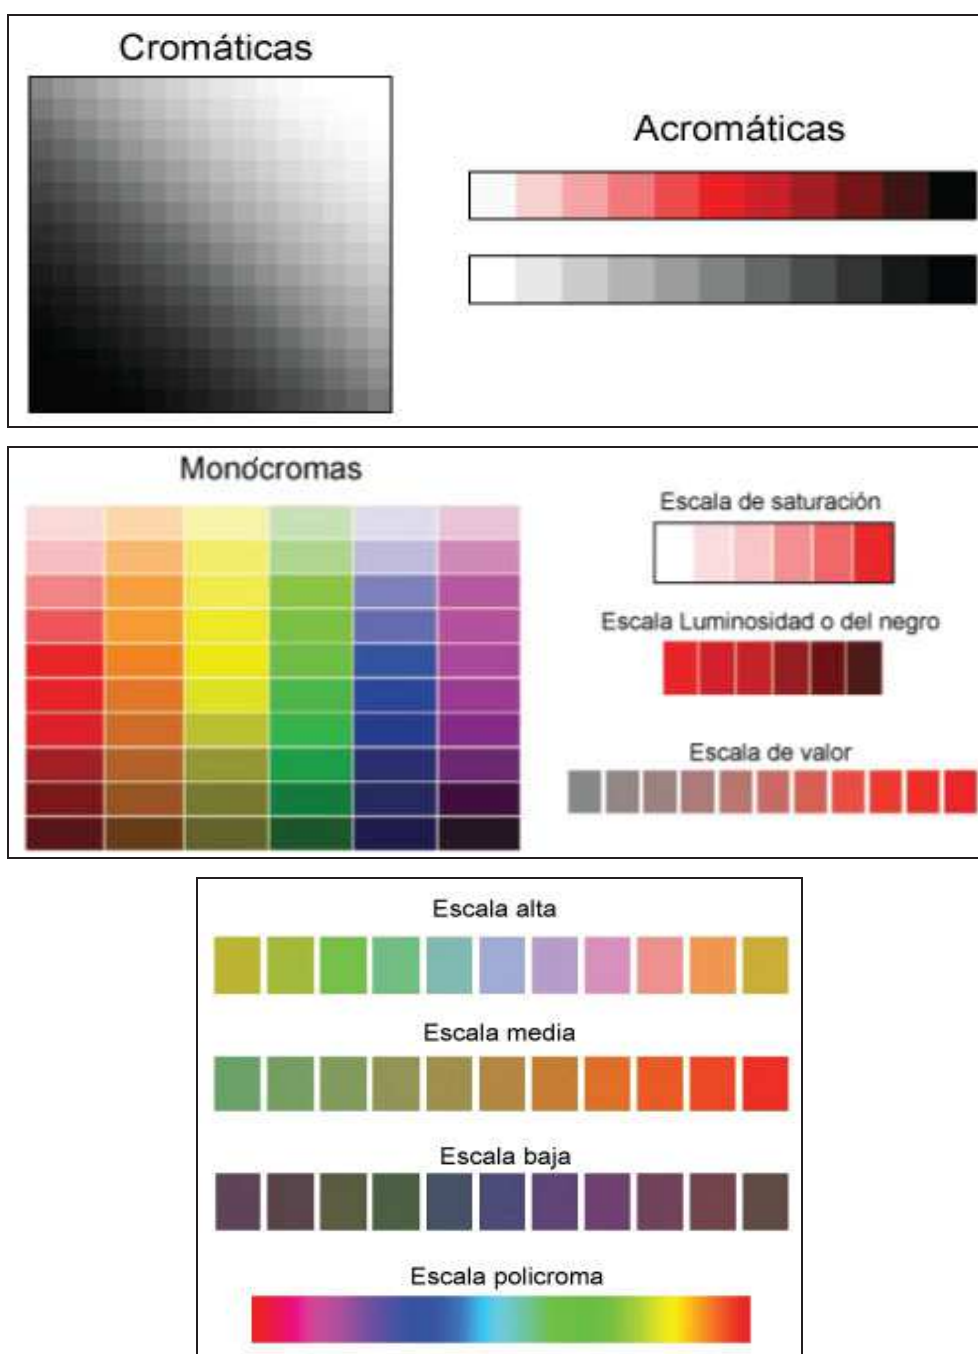 Cromáticas
Acromáticas
Monócromas
Escala de saturación
Escala Luminosidad o del negro
Escala de valor
Escala alta
Escala media
Escala baja
Escala policroma